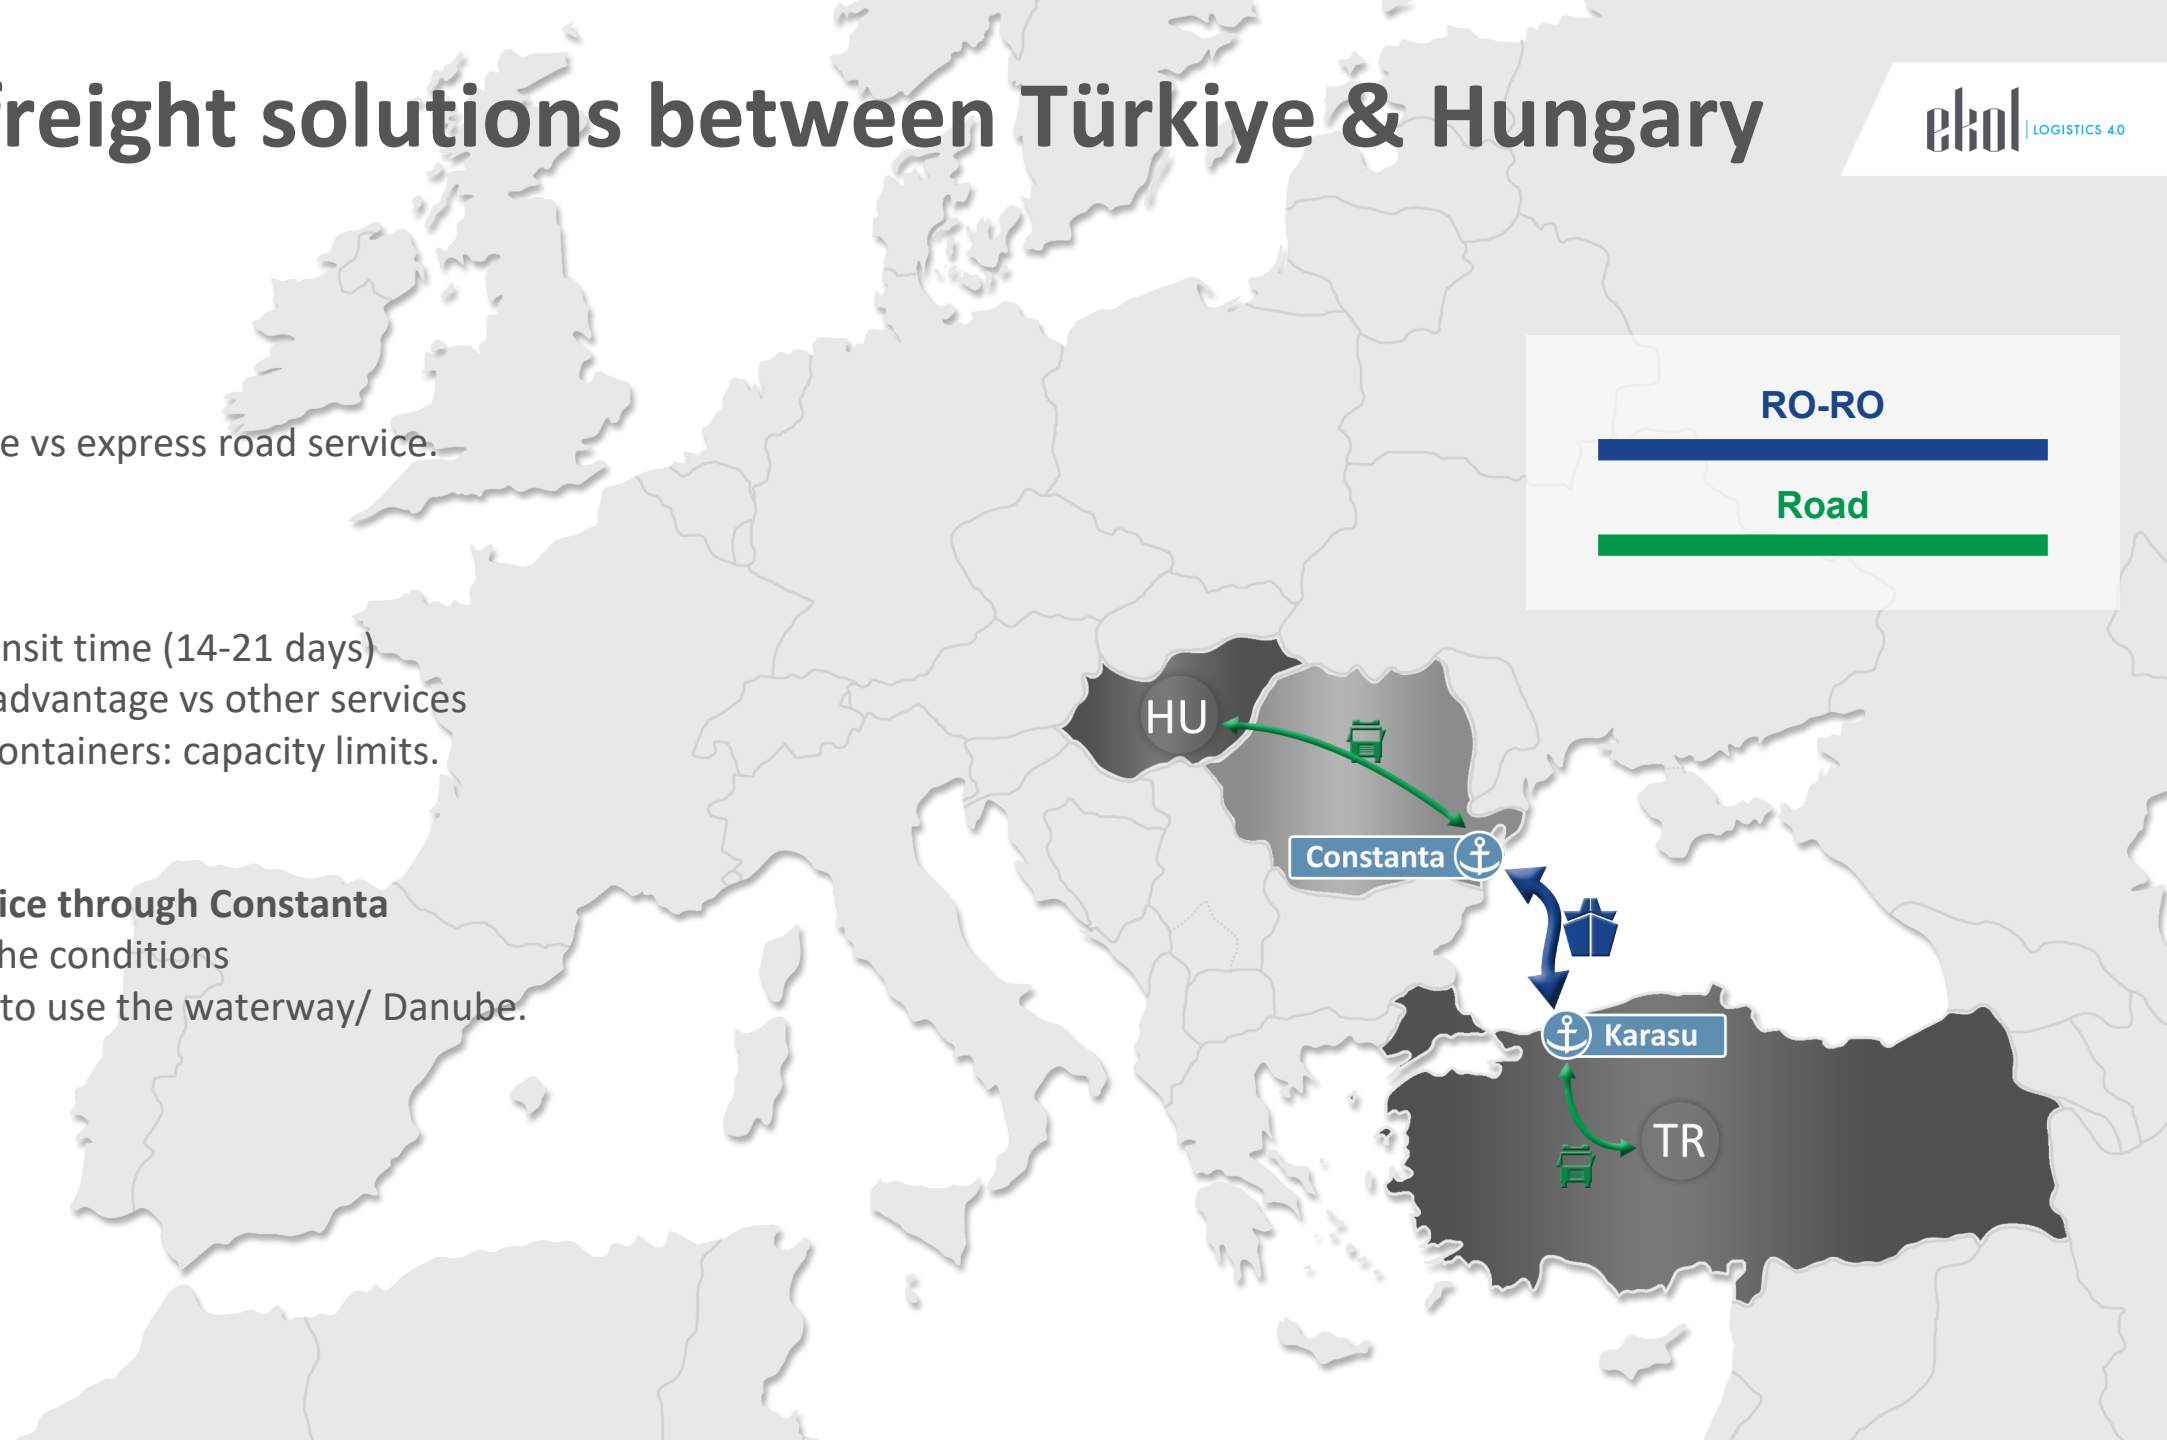 freight solutions between Türkiye & Hungary
ekol LOGISTICS 4.0
RO-RO
Road
e vs express road service.
nsit time (14-21 days)
advantage vs other services
ontainers: capacity limits.
ice through Constanta
he conditions
to use the waterway/ Danube.
HU
Constanta
Karasu
TR